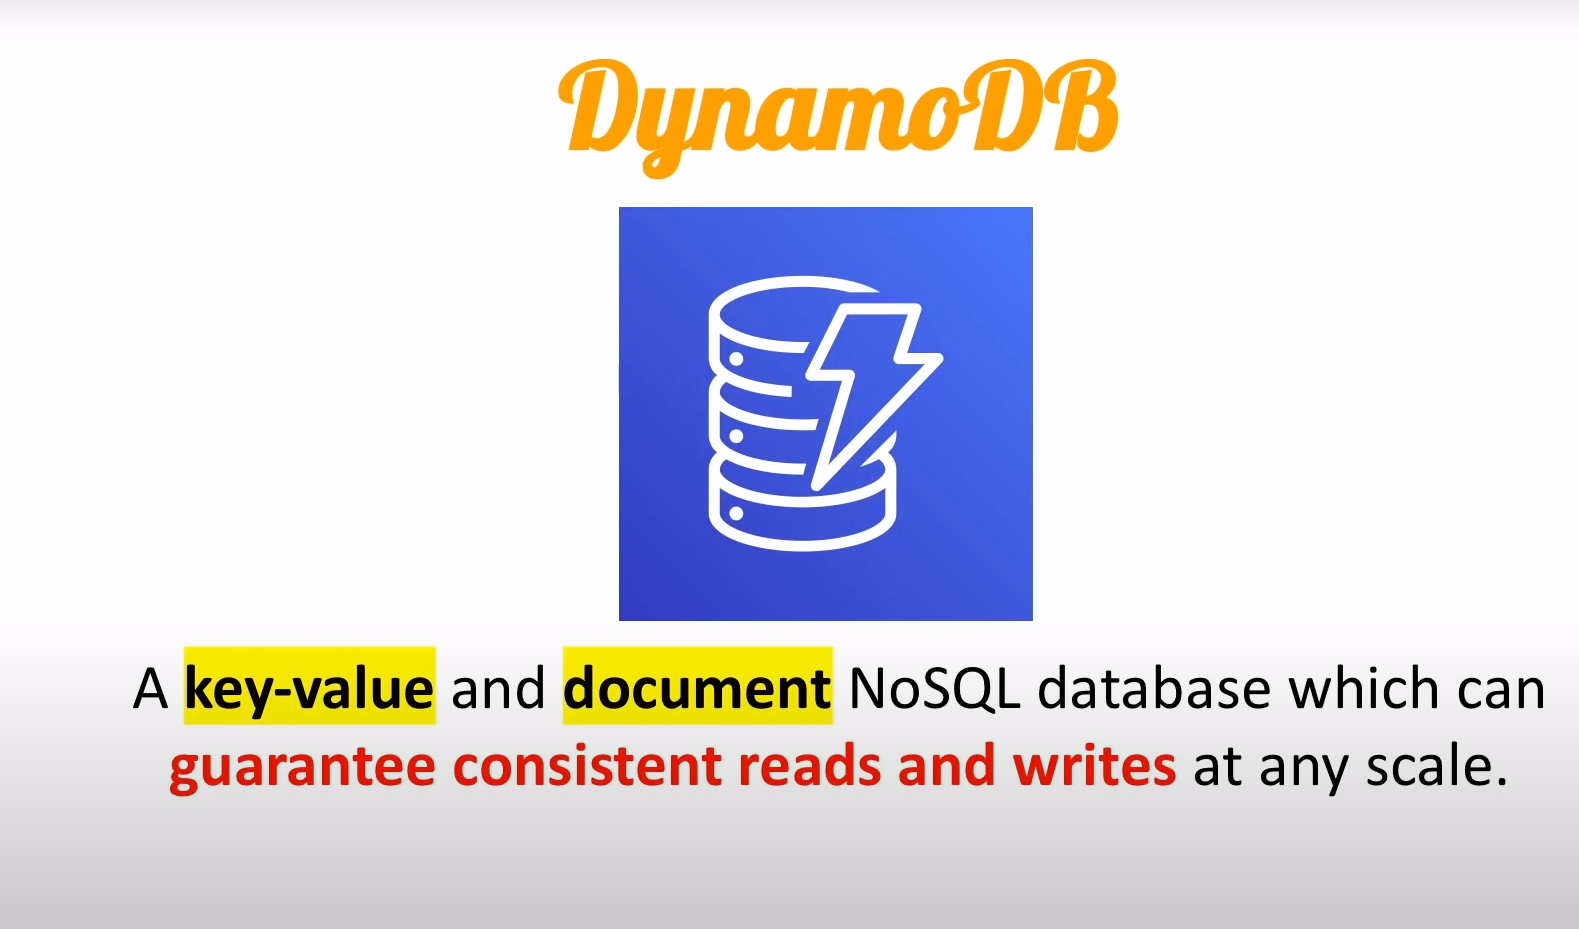 DynamoDB
A key-value and document NoSQL database which can
guarantee consistent reads and writes at any scale.